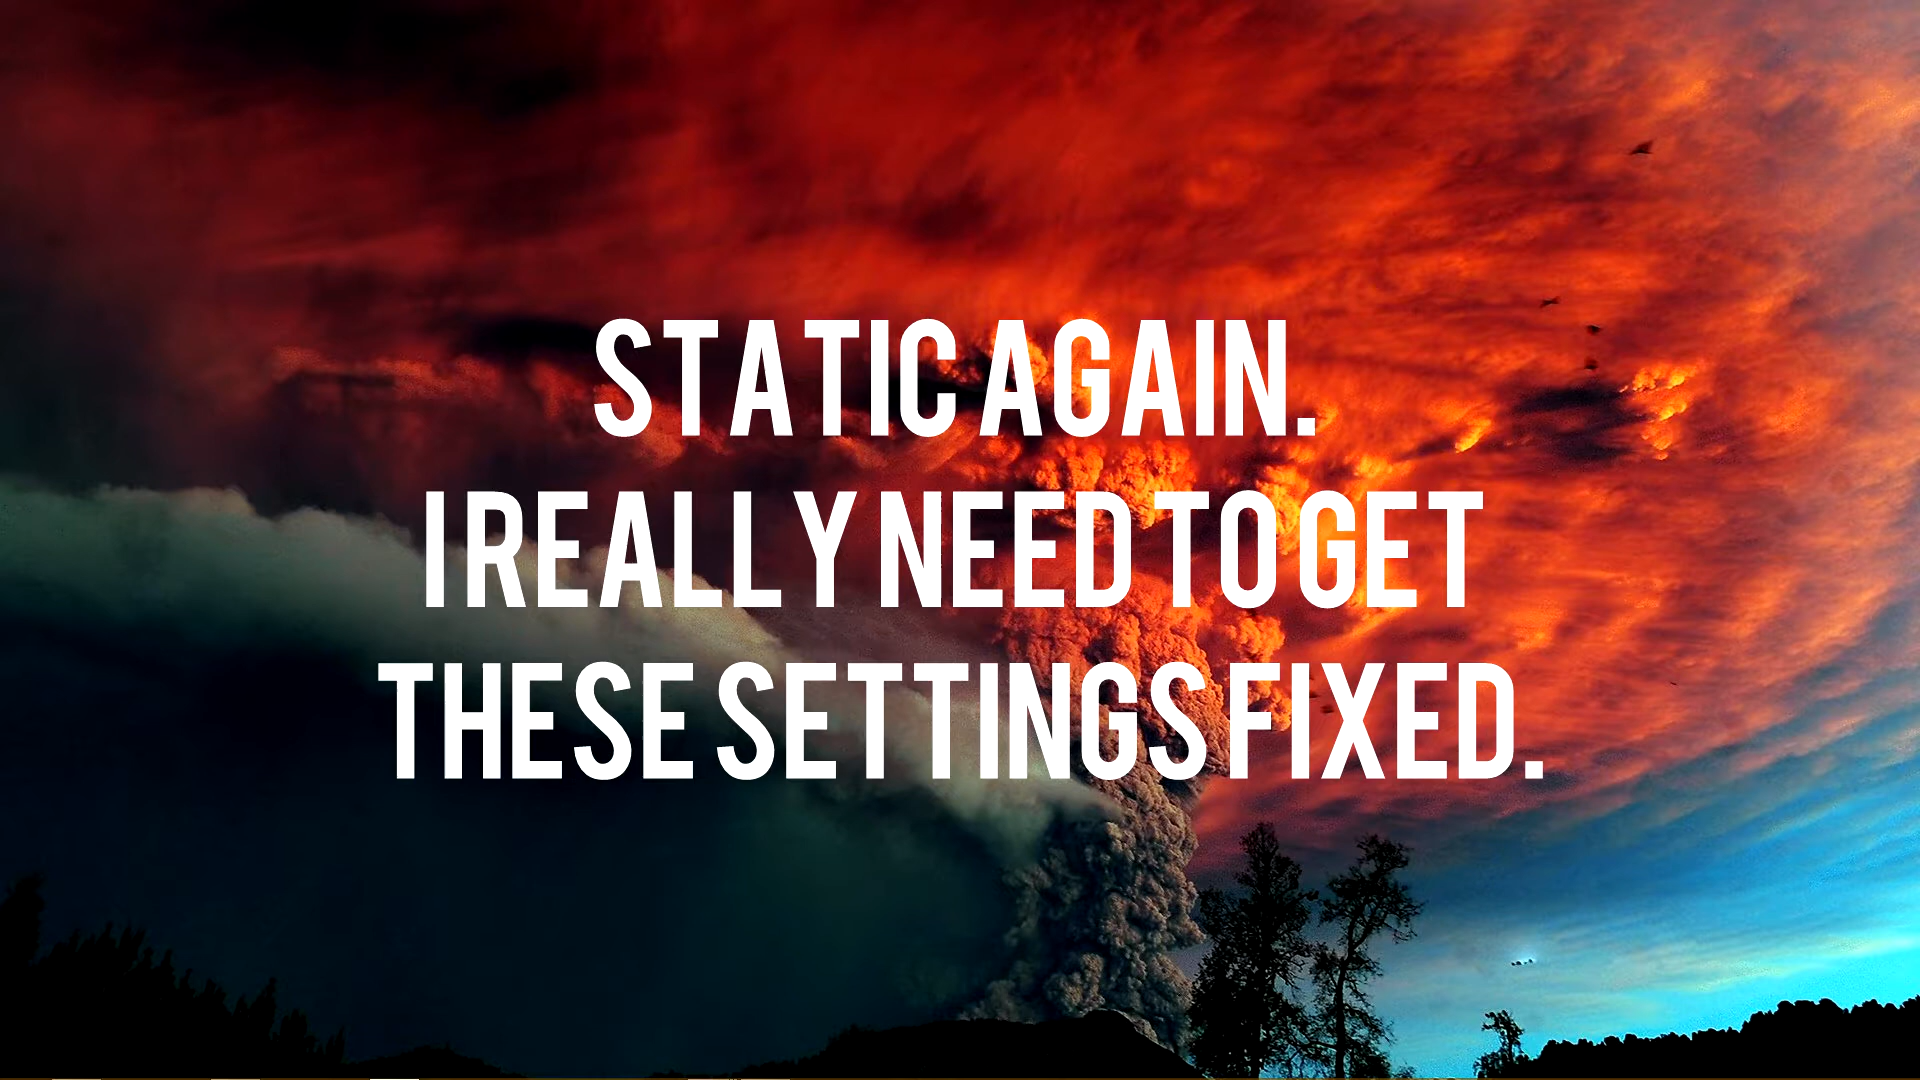 STATIC AGAIN.
I REALLY NEED TO GET
THESE SETTINGS FIXED.